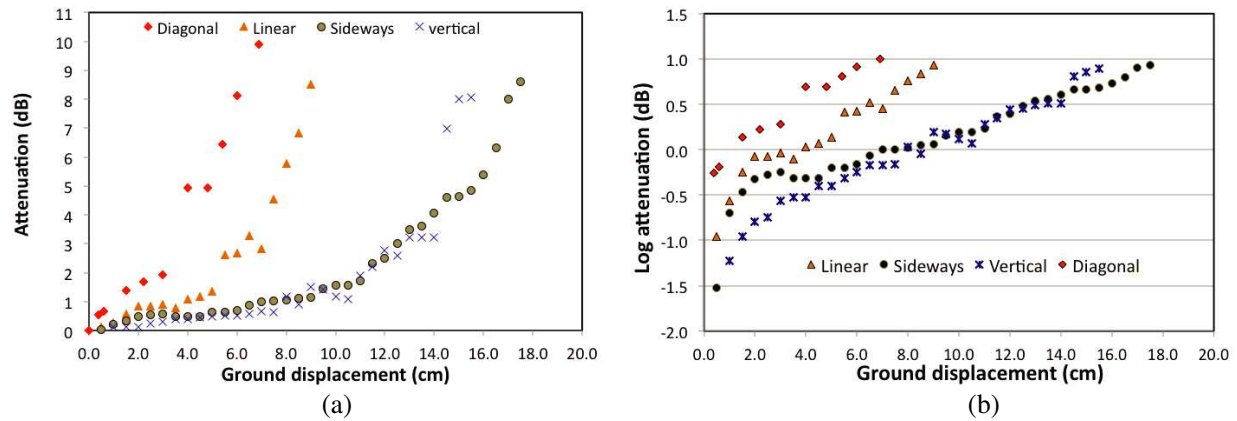 11
10
9
8
7
6
5
4
3
2
1
0
Attenuation (dB)
Diagonal Linear Sideways vertical
0.0 2.0 4.0 6.0 8.0 10.0 12.0 14.0 16.0 18.0 20.0
Ground displacement (cm)
(a)
1.5
1.0
0.5
0.0
-0.5
-1.0
-1.5
-2.0
Log attenuation (dB)
Linear Sideways Vertical Diagonal
0.0 2.0 4.0 6.0 8.0 10.0 12.0 14.0 16.0 18.0 20.0
Ground displacement (cm)
(b)